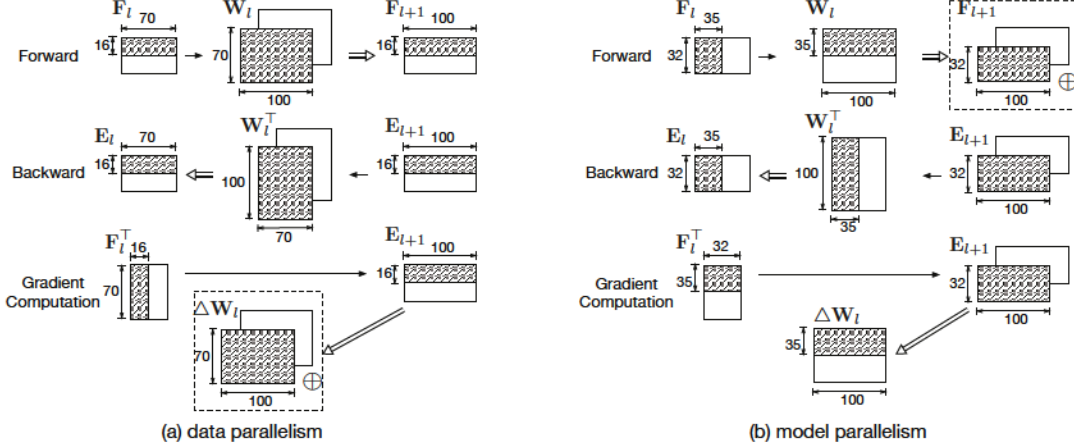 F_l
70
W_l
F_{l+1}
100
Forward
16
70
100
16
E_l
70
W_l^⊤
E_{l+1}
100
Backward
16
100
70
16
F_l^⊤
16
E_{l+1}
100
Gradient
Computation
70
16
△W_l
70
100
⊕
(a) data parallelism
F_l
35
W_l
F_{l+1}
Forward
32
35
100
32
100
⊕
E_l
35
W_l^⊤
E_{l+1}
Backward
32
100
35
32
100
F_l^⊤
32
E_{l+1}
Gradient
Computation
35
32
100
△W_l
35
100
(b) model parallelism